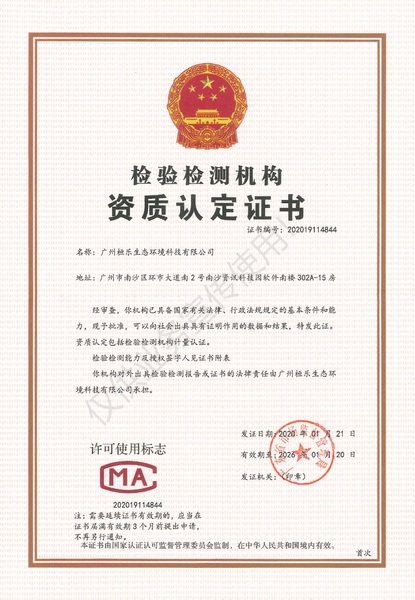 检验检测机构
资质认定证书
证书编号：202019114844
名称：广州桓乐生态环境科技有限公司
地址：广州市南沙区环市大道南2号南沙资讯科技园软件南楼302A-15房
经审查，你机构已具备国家有关法律、行政法规规定的基本条件和能
力，现予批准，可以向社会出具具有证明作用的数据和结果，特发此证。
资质认定包括检验检测机构计量认证。
检验检测能力及授权签字人见证书附表
你机构对外出具检验检测报告或证书的法律责任由广州桓乐生态环
境科技有限公司承担。
许可使用标志
MA
202019114844
发证日期：2020年01月21日
有效期至：2026年01月20日
发证机关：（印章）
注：需要延续证书有效期的，应当在
证书届满有效期3个月前提出申请，
不再另行通知。
本证书由国家认证认可监督管理委员会监制，在中华人民共和国境内有效。
首次